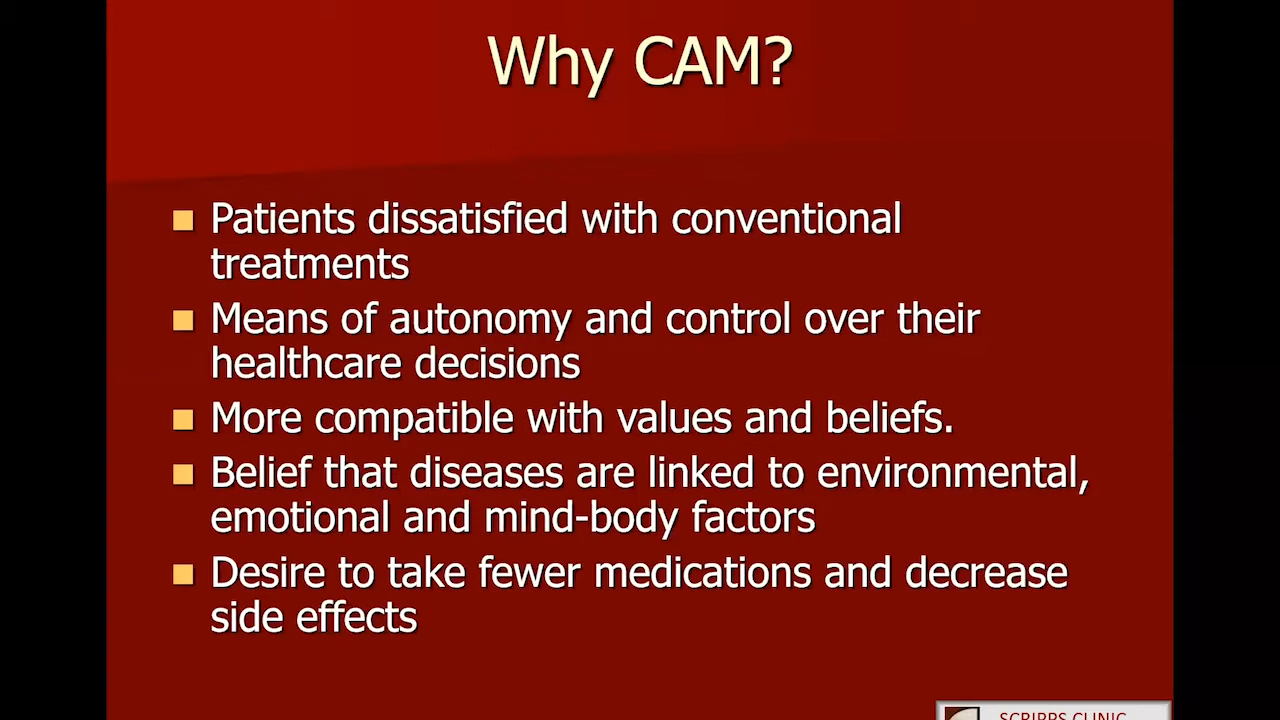 Why CAM?
Patients dissatisfied with conventional
treatments
Means of autonomy and control over their
healthcare decisions
More compatible with values and beliefs.
Belief that diseases are linked to environmental,
emotional and mind-body factors
Desire to take fewer medications and decrease
side effects
SCRIPPS CLINIC